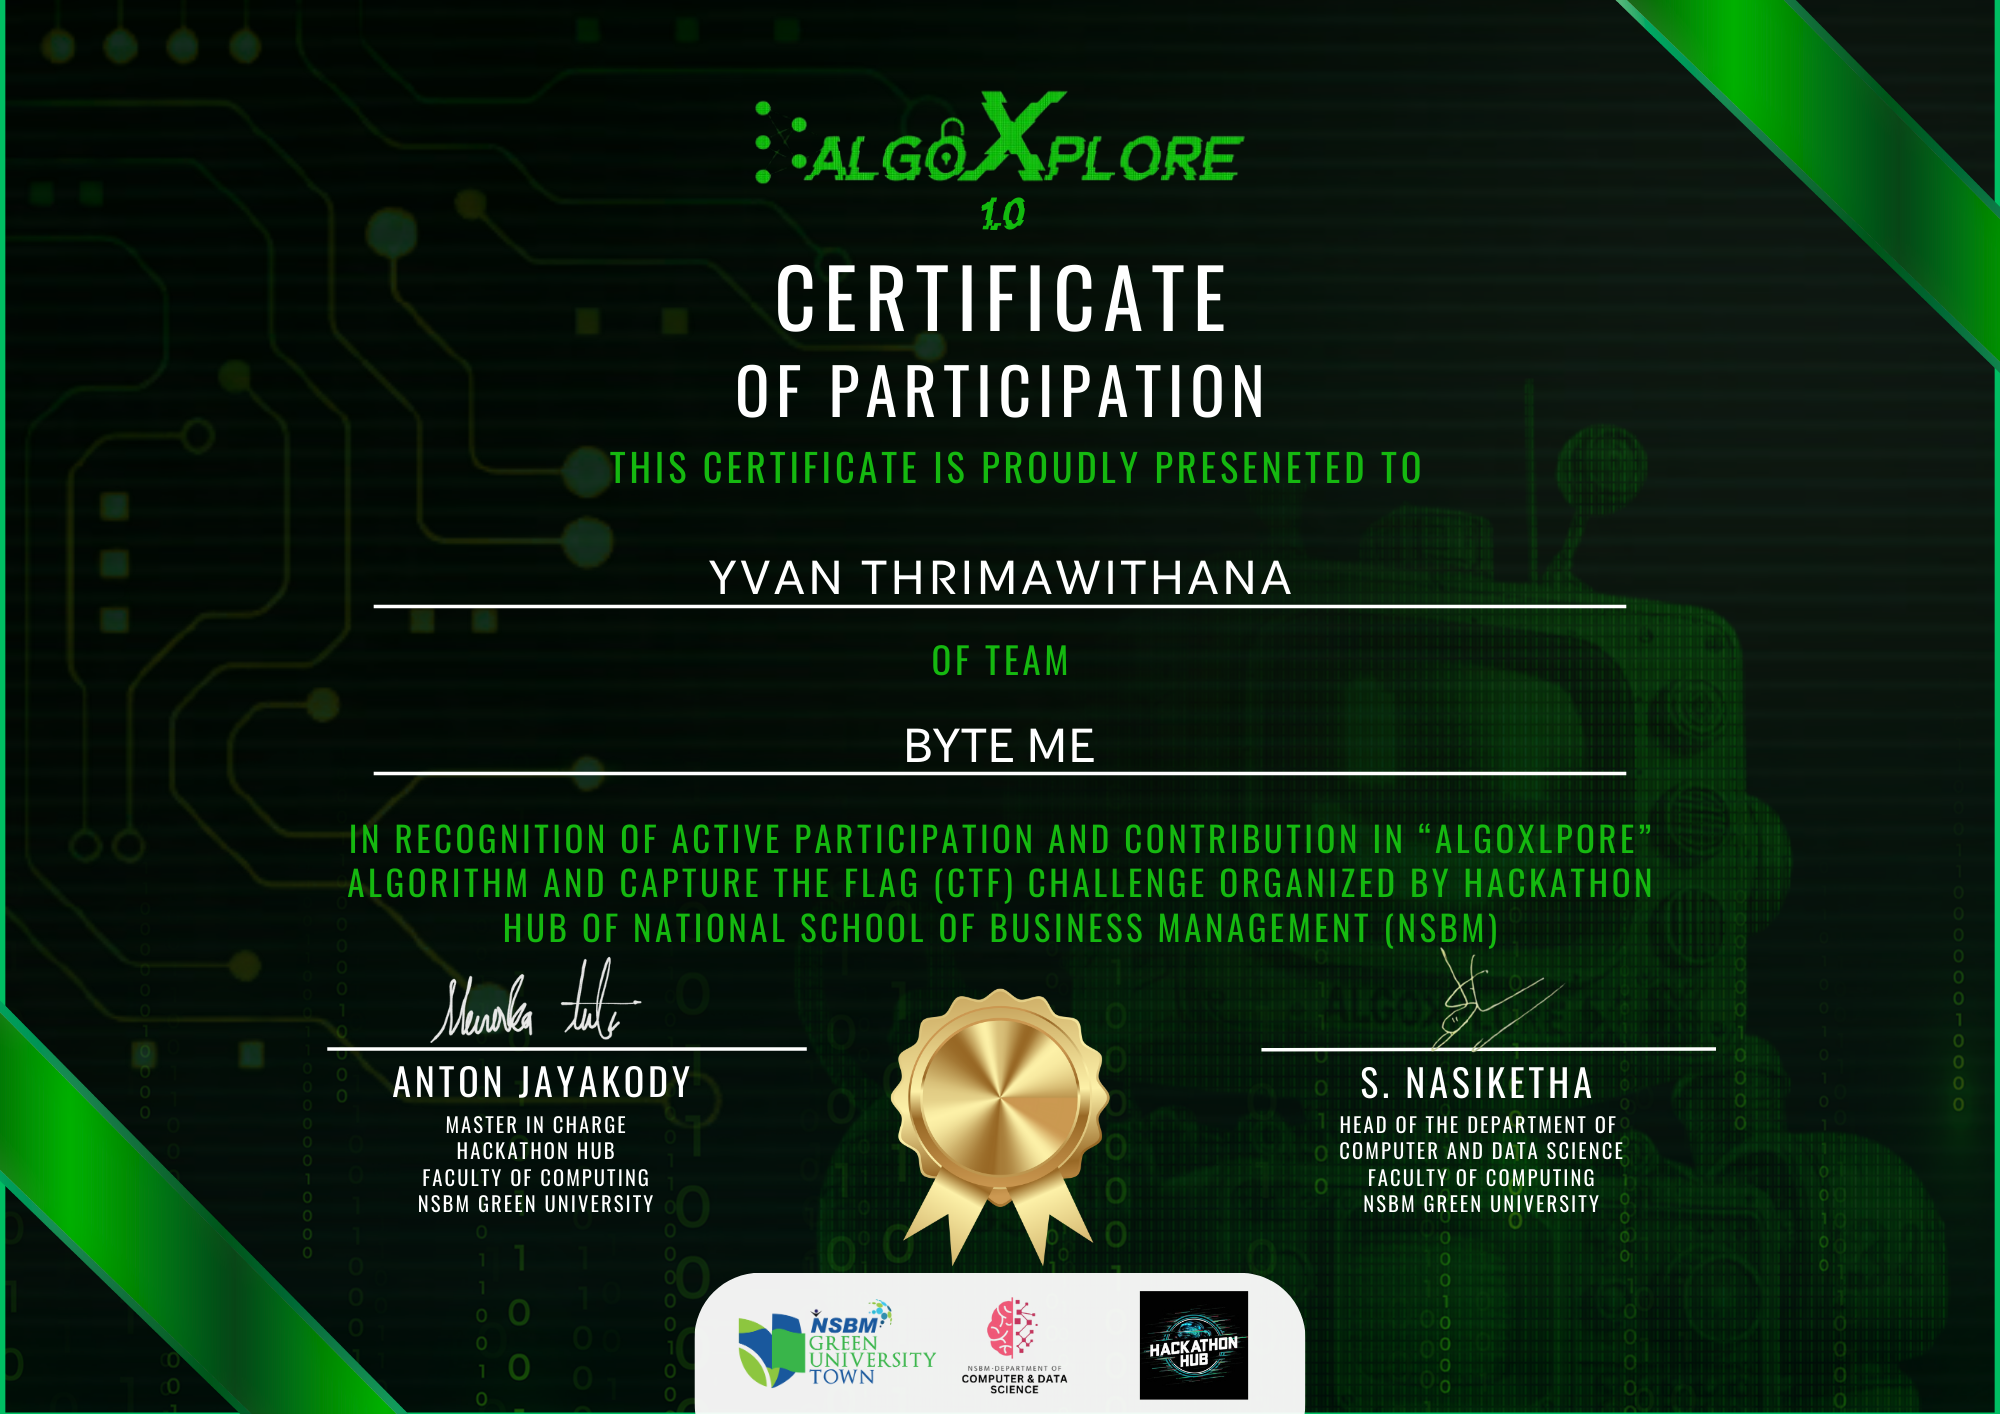 ALGOXPLORE
1.0
CERTIFICATE
OF PARTICIPATION
THIS CERTIFICATE IS PROUDLY PRESENETED TO
YVAN THRIMAWITHANA
OF TEAM
BYTE ME
IN RECOGNITION OF ACTIVE PARTICIPATION AND CONTRIBUTION IN “ALGOXLPORE”
ALGORITHM AND CAPTURE THE FLAG (CTF) CHALLENGE ORGANIZED BY HACKATHON
HUB OF NATIONAL SCHOOL OF BUSINESS MANAGEMENT (NSBM)
ANTON JAYAKODY
MASTER IN CHARGE
HACKATHON HUB
FACULTY OF COMPUTING
NSBM GREEN UNIVERSITY
S. NASIKETHA
HEAD OF THE DEPARTMENT OF
COMPUTER AND DATA SCIENCE
FACULTY OF COMPUTING
NSBM GREEN UNIVERSITY
NSBM
GREEN
UNIVERSITY
TOWN
NSBM-DEPARTMENT OF
COMPUTER & DATA
SCIENCE
HACKATHON
HUB